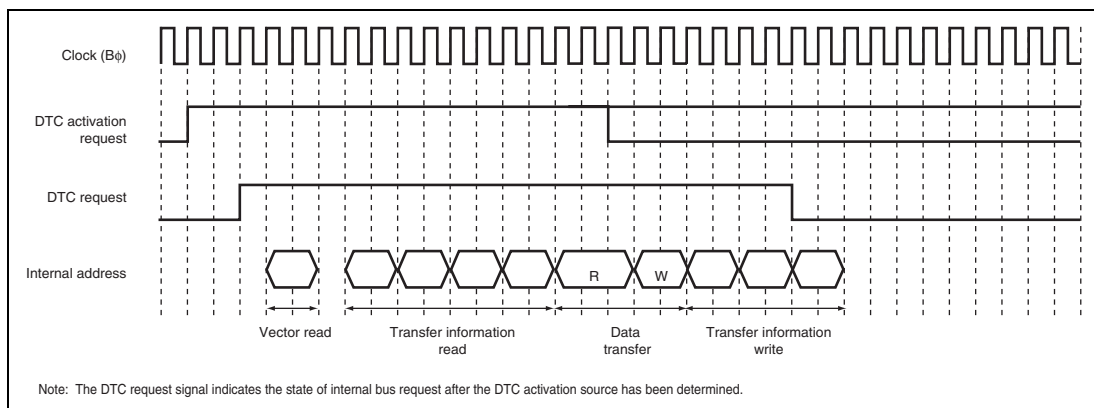 Clock (Bϕ)
DTC activation
request
DTC request
Internal address
R
W
Vector read
Transfer information
read
Data
transfer
Transfer information
write
Note: The DTC request signal indicates the state of internal bus request after the DTC activation source has been determined.